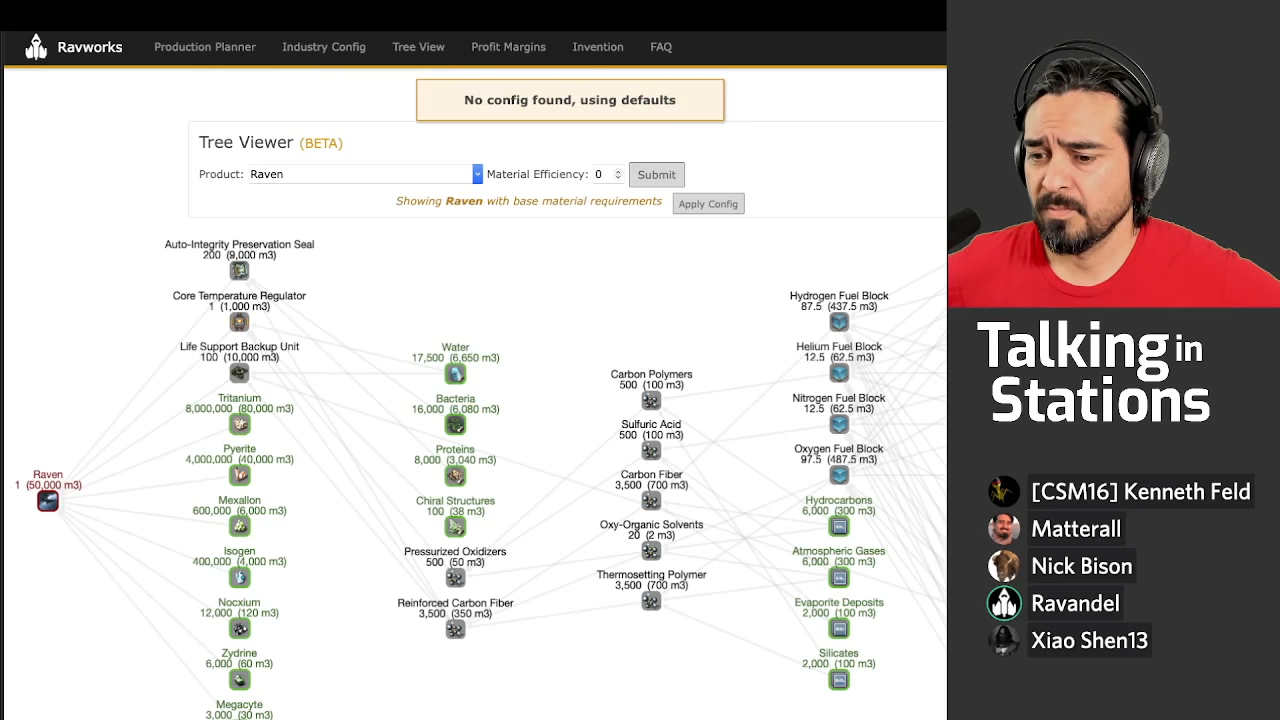 Ravworks
Production Planner
Industry Config
Tree View
Profit Margins
Invention
FAQ
No config found, using defaults
Tree Viewer (BETA)
Product: Raven
Material Efficiency: 0
Submit
Showing Raven with base material requirements
Apply Config
Raven
1 (50,000 m3)
Auto-Integrity Preservation Seal
200 (9,000 m3)
Core Temperature Regulator
1 (1,000 m3)
Life Support Backup Unit
100 (10,000 m3)
Tritanium
8,000,000 (80,000 m3)
Pyerite
4,000,000 (40,000 m3)
Mexallon
600,000 (6,000 m3)
Isogen
400,000 (4,000 m3)
Nocxium
12,000 (120 m3)
Zydrine
6,000 (60 m3)
Megacyte
3,000 (30 m3)
Water
17,500 (6,650 m3)
Bacteria
16,000 (6,080 m3)
Proteins
8,000 (3,040 m3)
Chiral Structures
100 (38 m3)
Pressurized Oxidizers
500 (50 m3)
Reinforced Carbon Fiber
3,500 (350 m3)
Carbon Polymers
500 (100 m3)
Sulfuric Acid
500 (100 m3)
Carbon Fiber
3,500 (700 m3)
Oxy-Organic Solvents
20 (2 m3)
Thermosetting Polymer
3,500 (700 m3)
Hydrogen Fuel Block
87.5 (437.5 m3)
Helium Fuel Block
12.5 (62.5 m3)
Nitrogen Fuel Block
12.5 (62.5 m3)
Oxygen Fuel Block
97.5 (487.5 m3)
Hydrocarbons
6,000 (300 m3)
Atmospheric Gases
6,000 (300 m3)
Evaporite Deposits
2,000 (100 m3)
Silicates
2,000 (100 m3)
Talking in
Stations
[CSM16] Kenneth Feld
Matterall
Nick Bison
Ravandel
Xiao Shen13